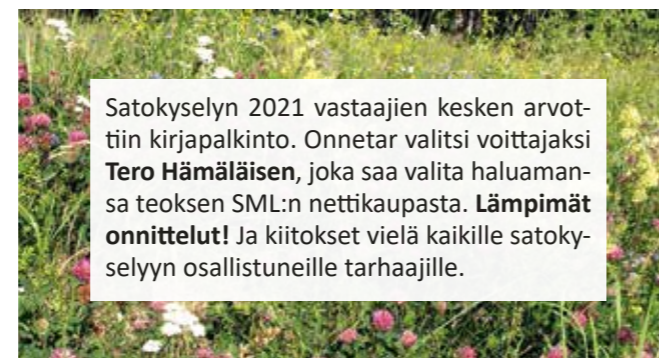 Satokyselyn 2021 vastaajien kesken arvot-
tiin kirjapalkinto. Onnetar valitsi voittajaksi
Tero Hämäläisen, joka saa valita haluaman-
sa teoksen SML:n nettikaupasta. Lämpimät
onnittelut! Ja kiitokset vielä kaikille satoky-
selyyn osallistuneille tarhaajille.